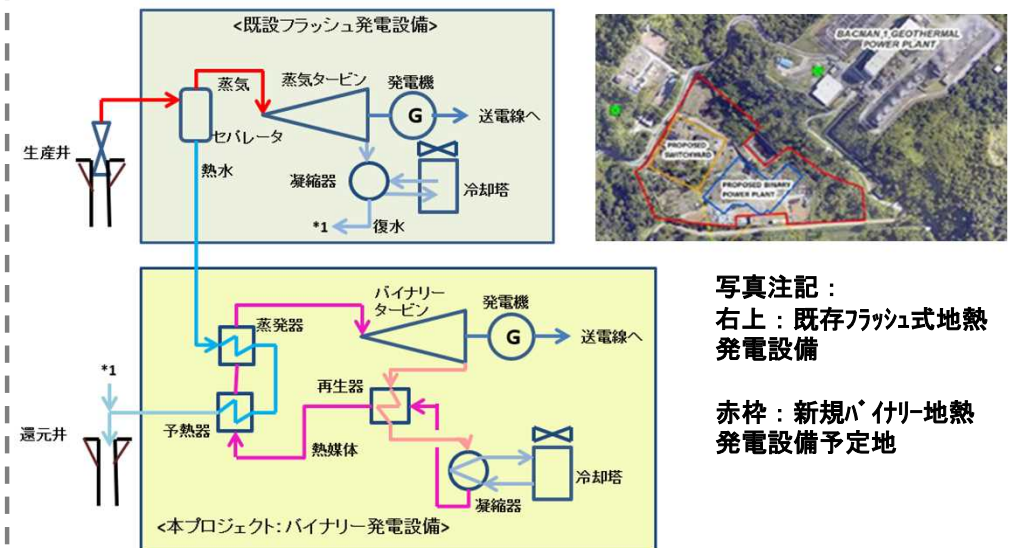 <既設フラッシュ発電設備>
蒸気
蒸気タービン
発電機
G
送電線へ
セパレータ
生産井
熱水
凝縮器
冷却塔
*1
復水
BACMAN 1 GEOTHERMAL
POWER PLANT
PROPOSED
SWITCHYARD
PROPOSED BINARY
POWER PLANT
バイナリー
タービン
発電機
G
送電線へ
蒸発器
*1
再生器
還元井
予熱器
熱媒体
冷却塔
凝縮器
<本プロジェクト:バイナリー発電設備>
写真注記:
右上:既存フラッシュ式地熱
発電設備
赤枠:新規バイナリー地熱
発電設備予定地